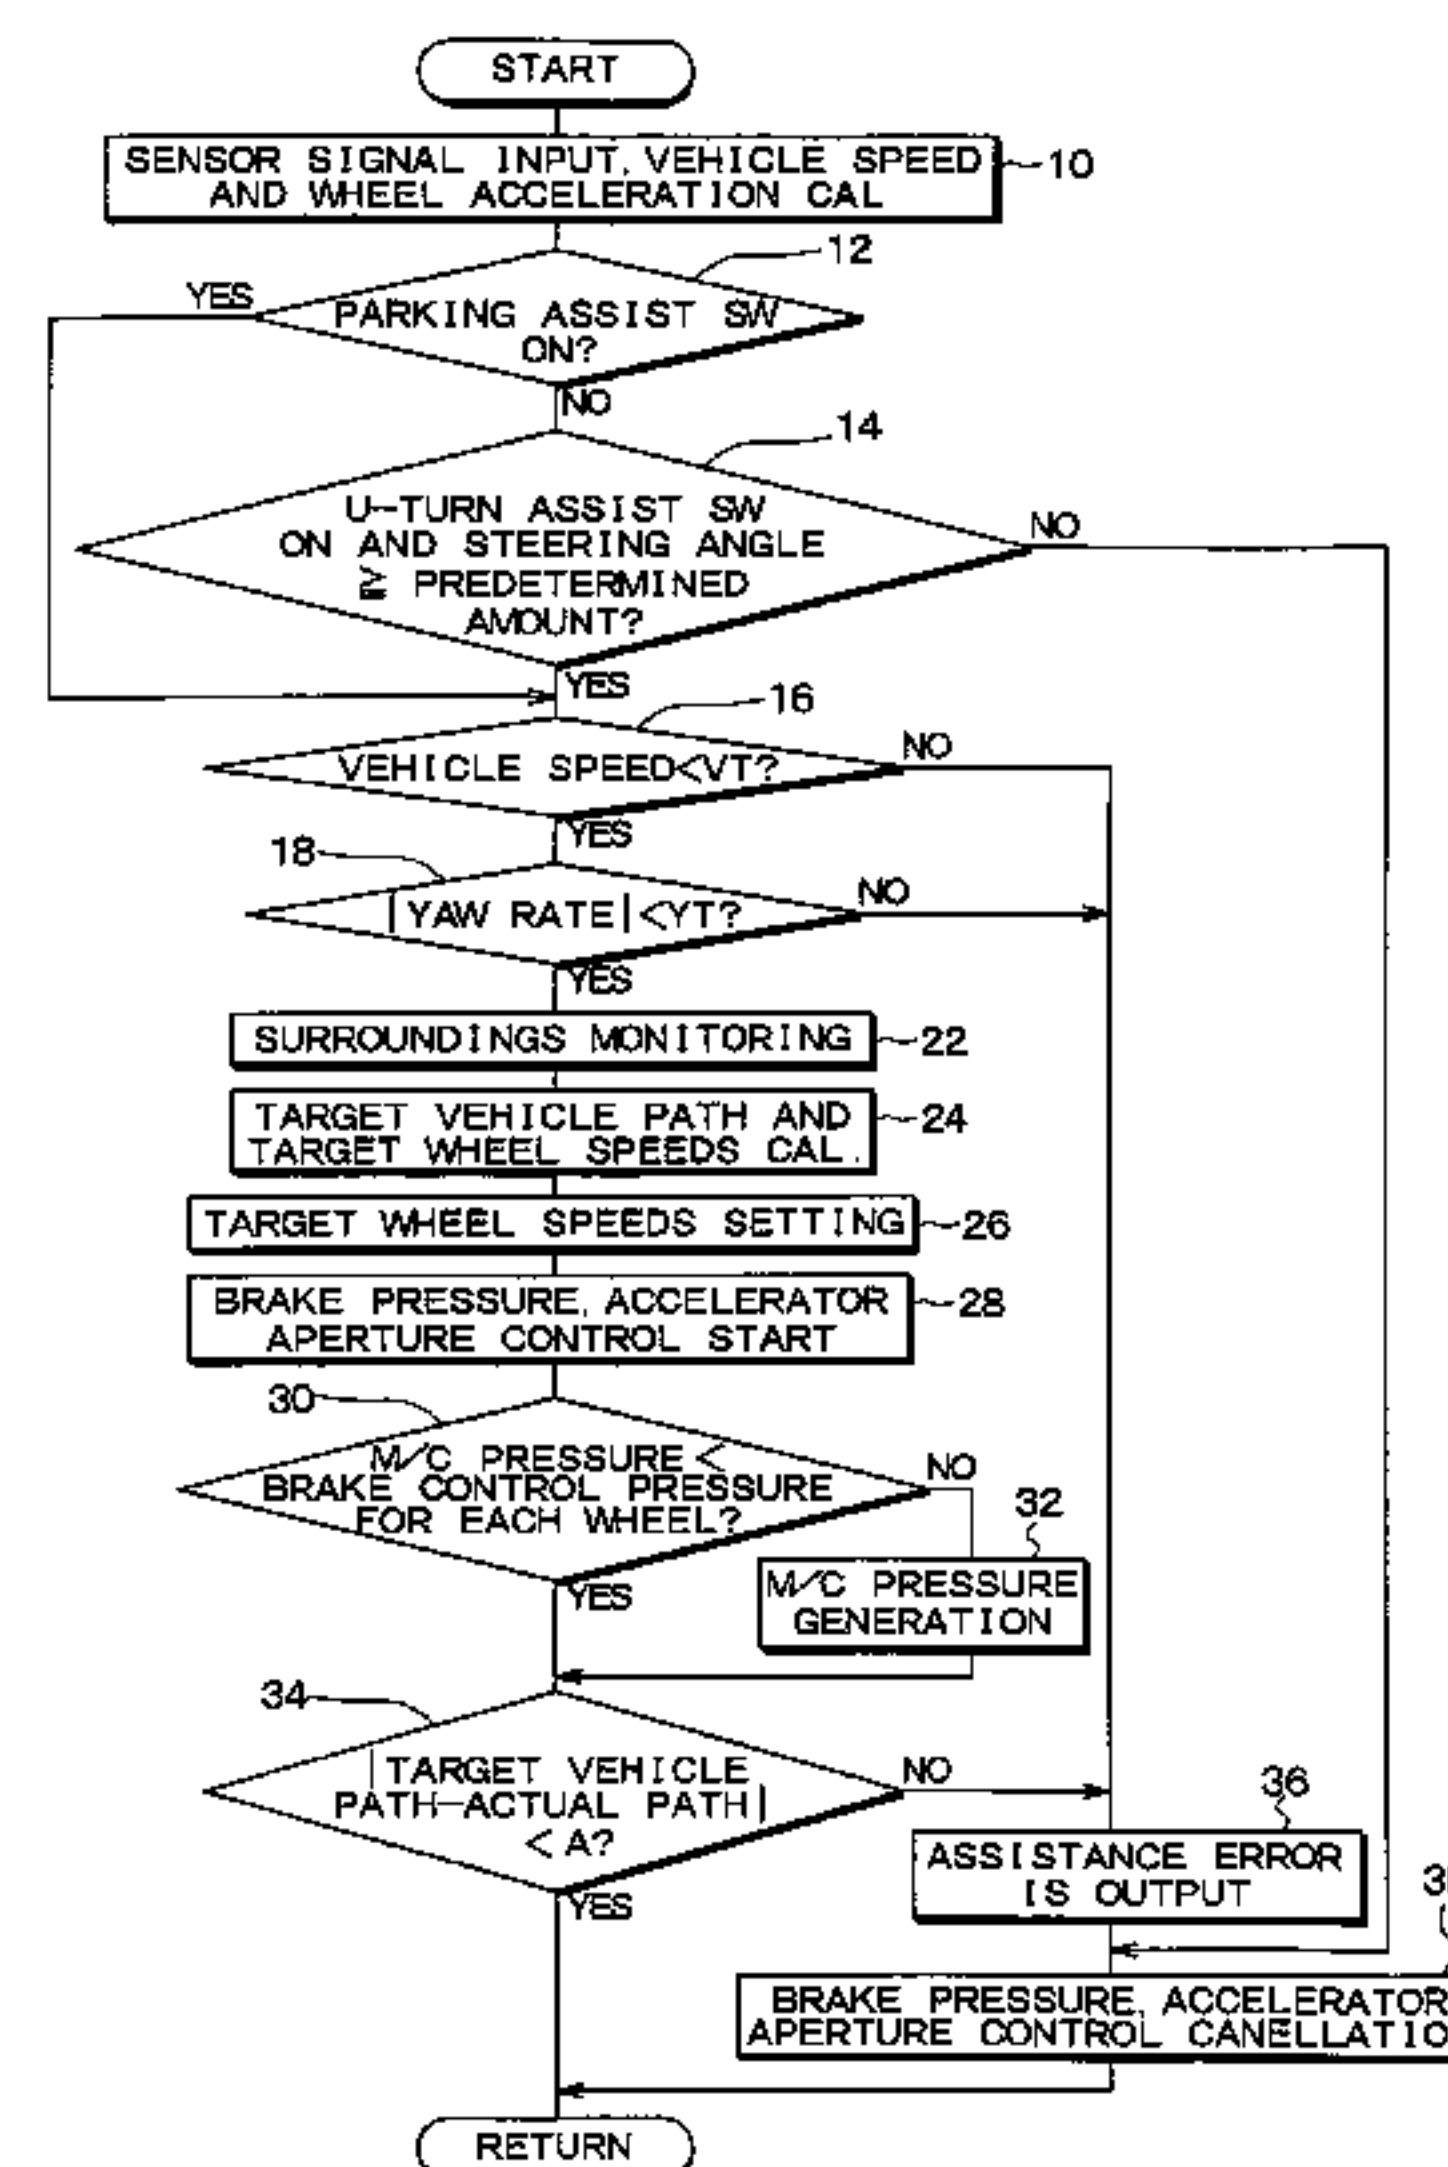 START
SENSOR SIGNAL INPUT, VEHICLE SPEED
AND WHEEL ACCELERATION CAL
10
12
YES
PARKING ASSIST SW
ON?
NO
14
U-TURN ASSIST SW
ON AND STEERING ANGLE
≧ PREDETERMINED
AMOUNT?
NO
YES
16
VEHICLE SPEED<VT?
NO
YES
18
|YAW RATE|<YT?
NO
YES
SURROUNDINGS MONITORING
22
TARGET VEHICLE PATH AND
TARGET WHEEL SPEEDS CAL.
24
TARGET WHEEL SPEEDS SETTING
26
BRAKE PRESSURE, ACCELERATOR
APERTURE CONTROL START
28
30
M/C PRESSURE <
BRAKE CONTROL PRESSURE
FOR EACH WHEEL?
NO
YES
32
M/C PRESSURE
GENERATION
34
|TARGET VEHICLE
PATH-ACTUAL PATH|
< A?
NO
YES
36
ASSISTANCE ERROR
IS OUTPUT
BRAKE PRESSURE, ACCELERATOR
APERTURE CONTROL CANELLATIO
RETURN